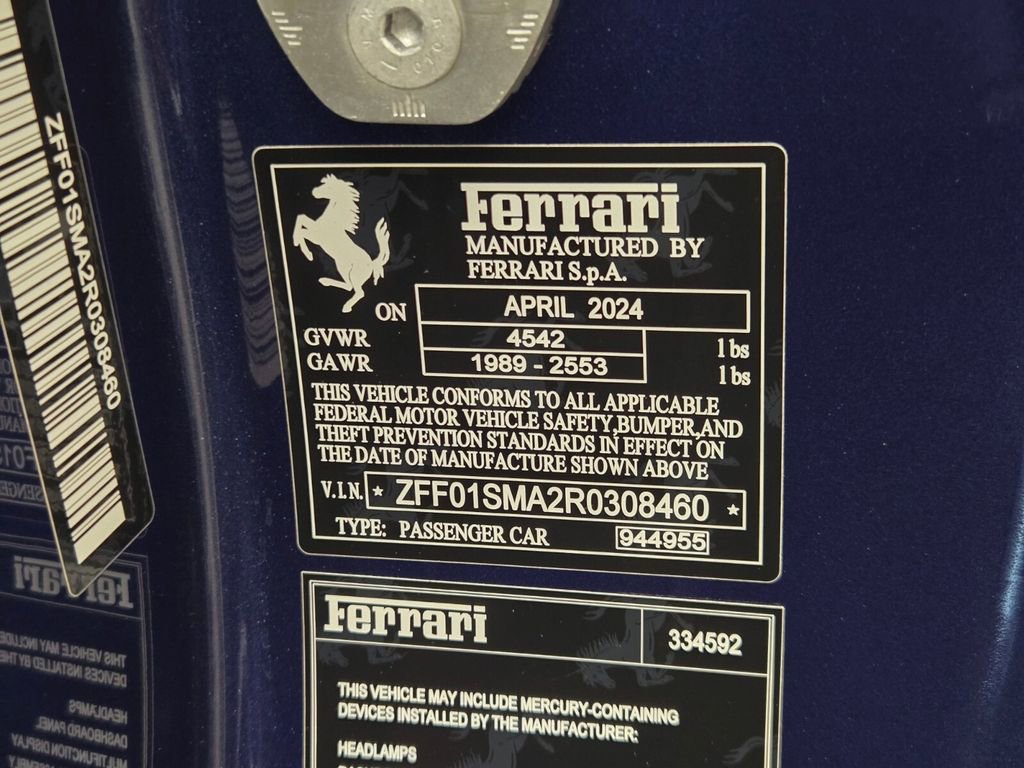 ZFF01SMA2R0308460
Ferrari
MANUFACTURED BY
FERRARI S.p.A.
ON APRIL 2024
GVWR 4542 lbs
GAWR 1989 - 2553 lbs
THIS VEHICLE CONFORMS TO ALL APPLICABLE
FEDERAL MOTOR VEHICLE SAFETY,BUMPER,AND
THEFT PREVENTION STANDARDS IN EFFECT ON
THE DATE OF MANUFACTURE SHOWN ABOVE
V.I.N. * ZFF01SMA2R0308460 *
TYPE: PASSENGER CAR 944955
Ferrari 334592
THIS VEHICLE MAY INCLUDE MERCURY-CONTAINING
DEVICES INSTALLED BY THE MANUFACTURER:
HEADLAMPS
Ferrari
THIS VEHICLE MAY INCLUDE
DEVICES INSTALLED BY THE
HEADLAMPS
DASHBOARD PANEL
MULTIFUNCTION DISPLAY